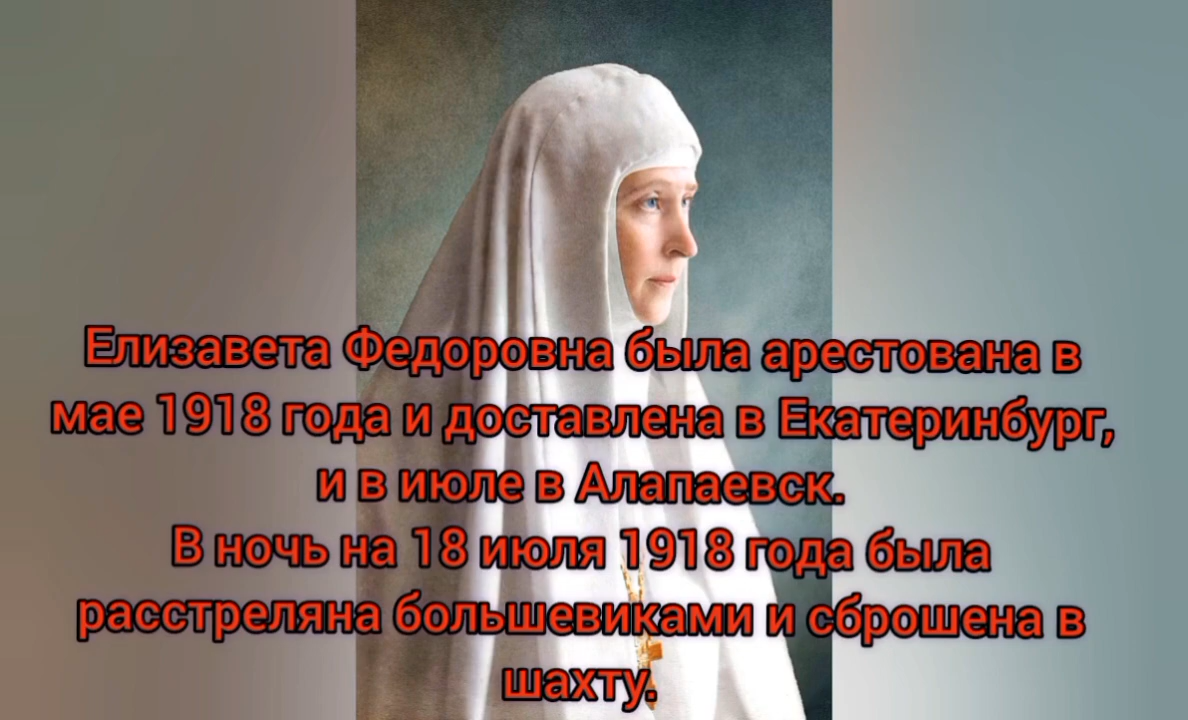 Елизавета Федоровна была арестована в
мае 1918 года и доставлена в Екатеринбург,
и в июле в Алапаевск.
В ночь на 18 июля 1918 года была
расстреляна большевиками и сброшена в
шахту.